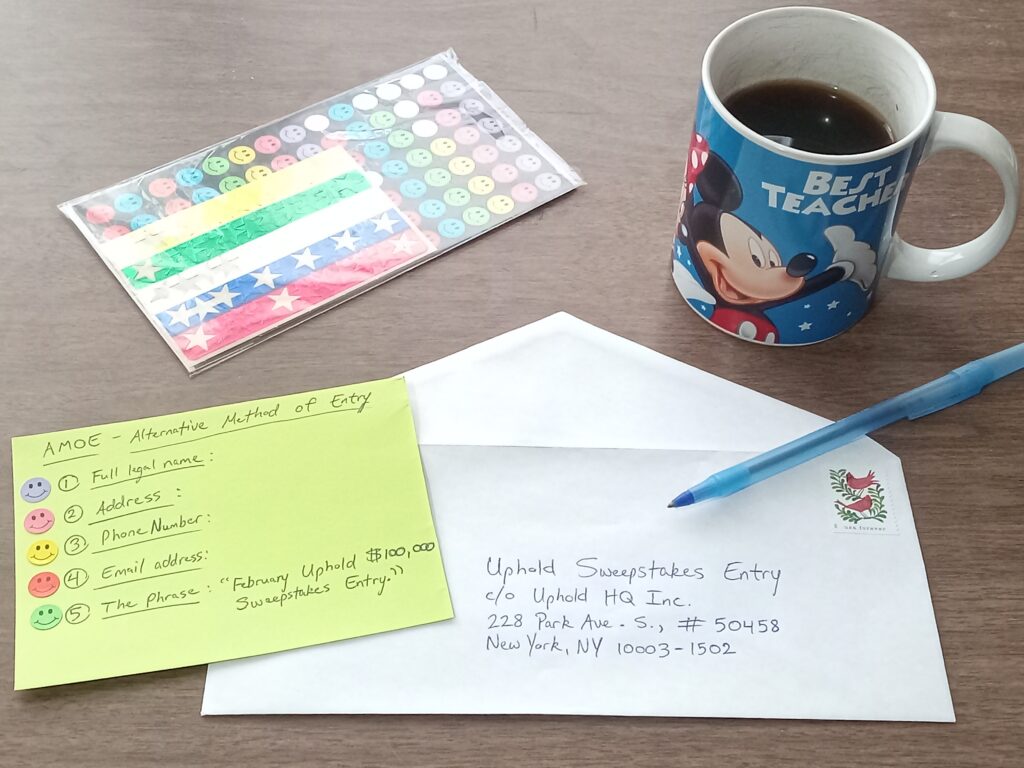 BEST
TEACHER
AMOE - Alternative Method of Entry
① Full legal name:
② Address:
③ Phone Number:
④ Email address:
⑤ The Phrase: "February Uphold $100,000
Sweepstakes Entry."
Uphold Sweepstakes Entry
c/o Uphold HQ Inc.
228 Park Ave. S., # 50458
New York, NY 10003-1502